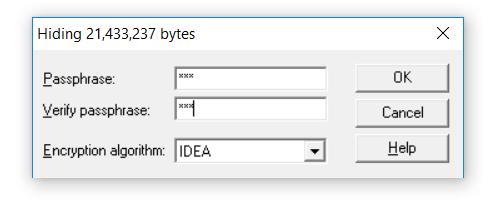 Hiding 21,433,237 bytes
Passphrase: *** OK
Verify passphrase: *** Cancel
Encryption algorithm: IDEA Help